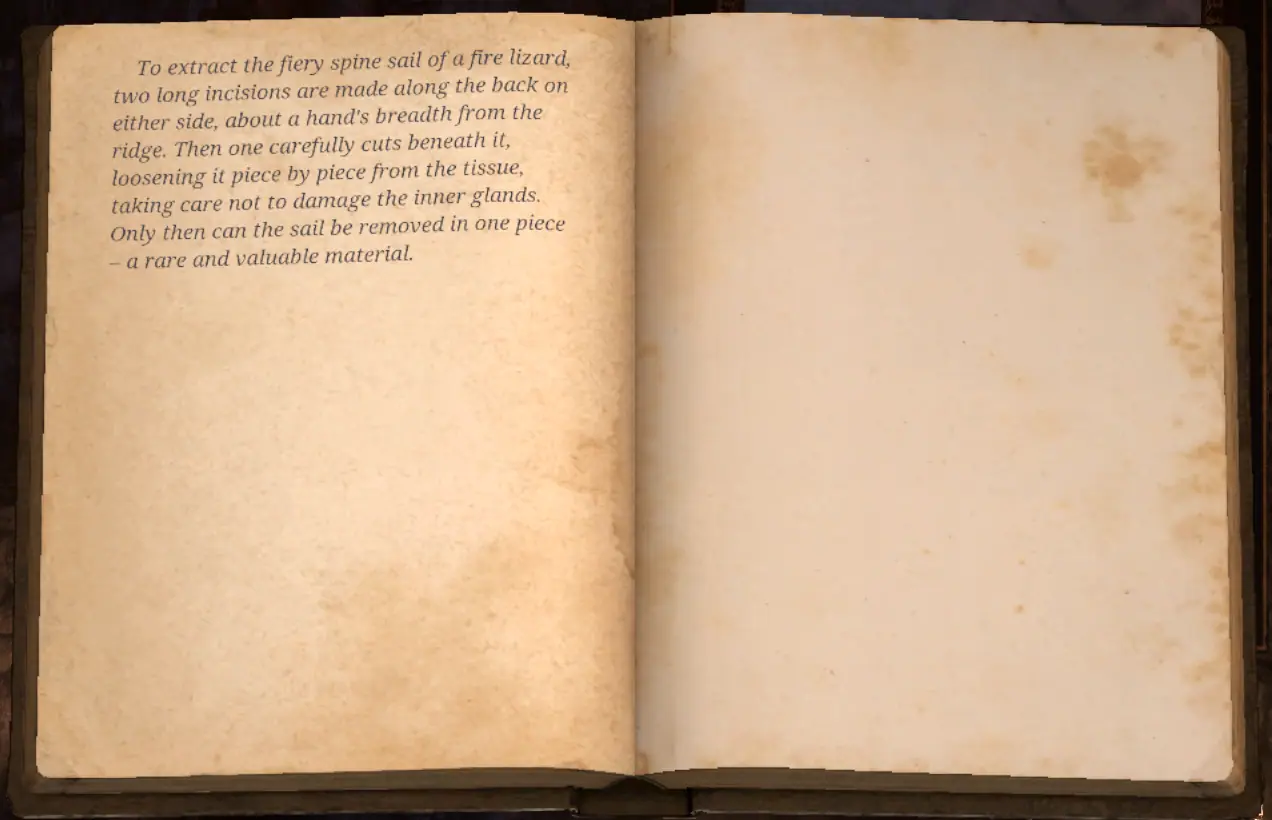 To extract the fiery spine sail of a fire lizard,
two long incisions are made along the back on
either side, about a hand's breadth from the
ridge. Then one carefully cuts beneath it,
loosening it piece by piece from the tissue,
taking care not to damage the inner glands.
Only then can the sail be removed in one piece
– a rare and valuable material.